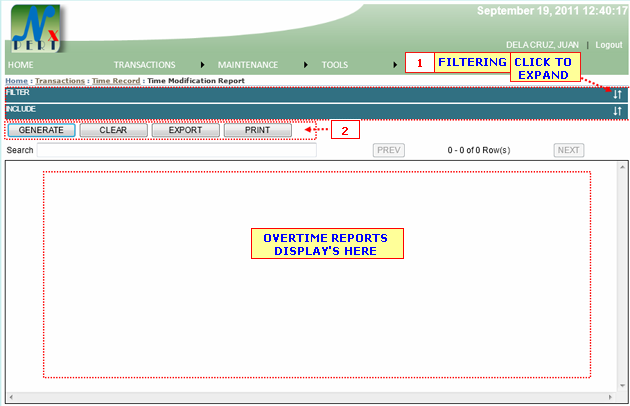 September 19, 2011 12:40:17
N x
PERT
DELA CRUZ, JUAN | Logout
HOME TRANSACTIONS MAINTENANCE TOOLS
1 FILTERING CLICK TO
EXPAND
Home : Transactions : Time Record : Time Modification Report
FILTER
INCLUDE
GENERATE CLEAR EXPORT PRINT
2
Search PREV 0 - 0 of 0 Row(s) NEXT
OVERTIME REPORTS
DISPLAY'S HERE